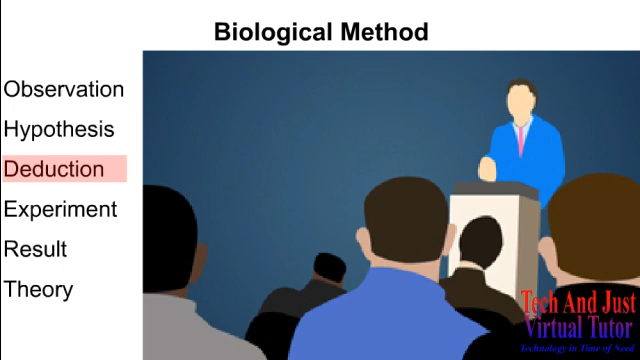 Biological Method
Observation
Hypothesis
Deduction
Experiment
Result
Theory
Tech And Just
Virtual Tutor
Technology in Time of Need